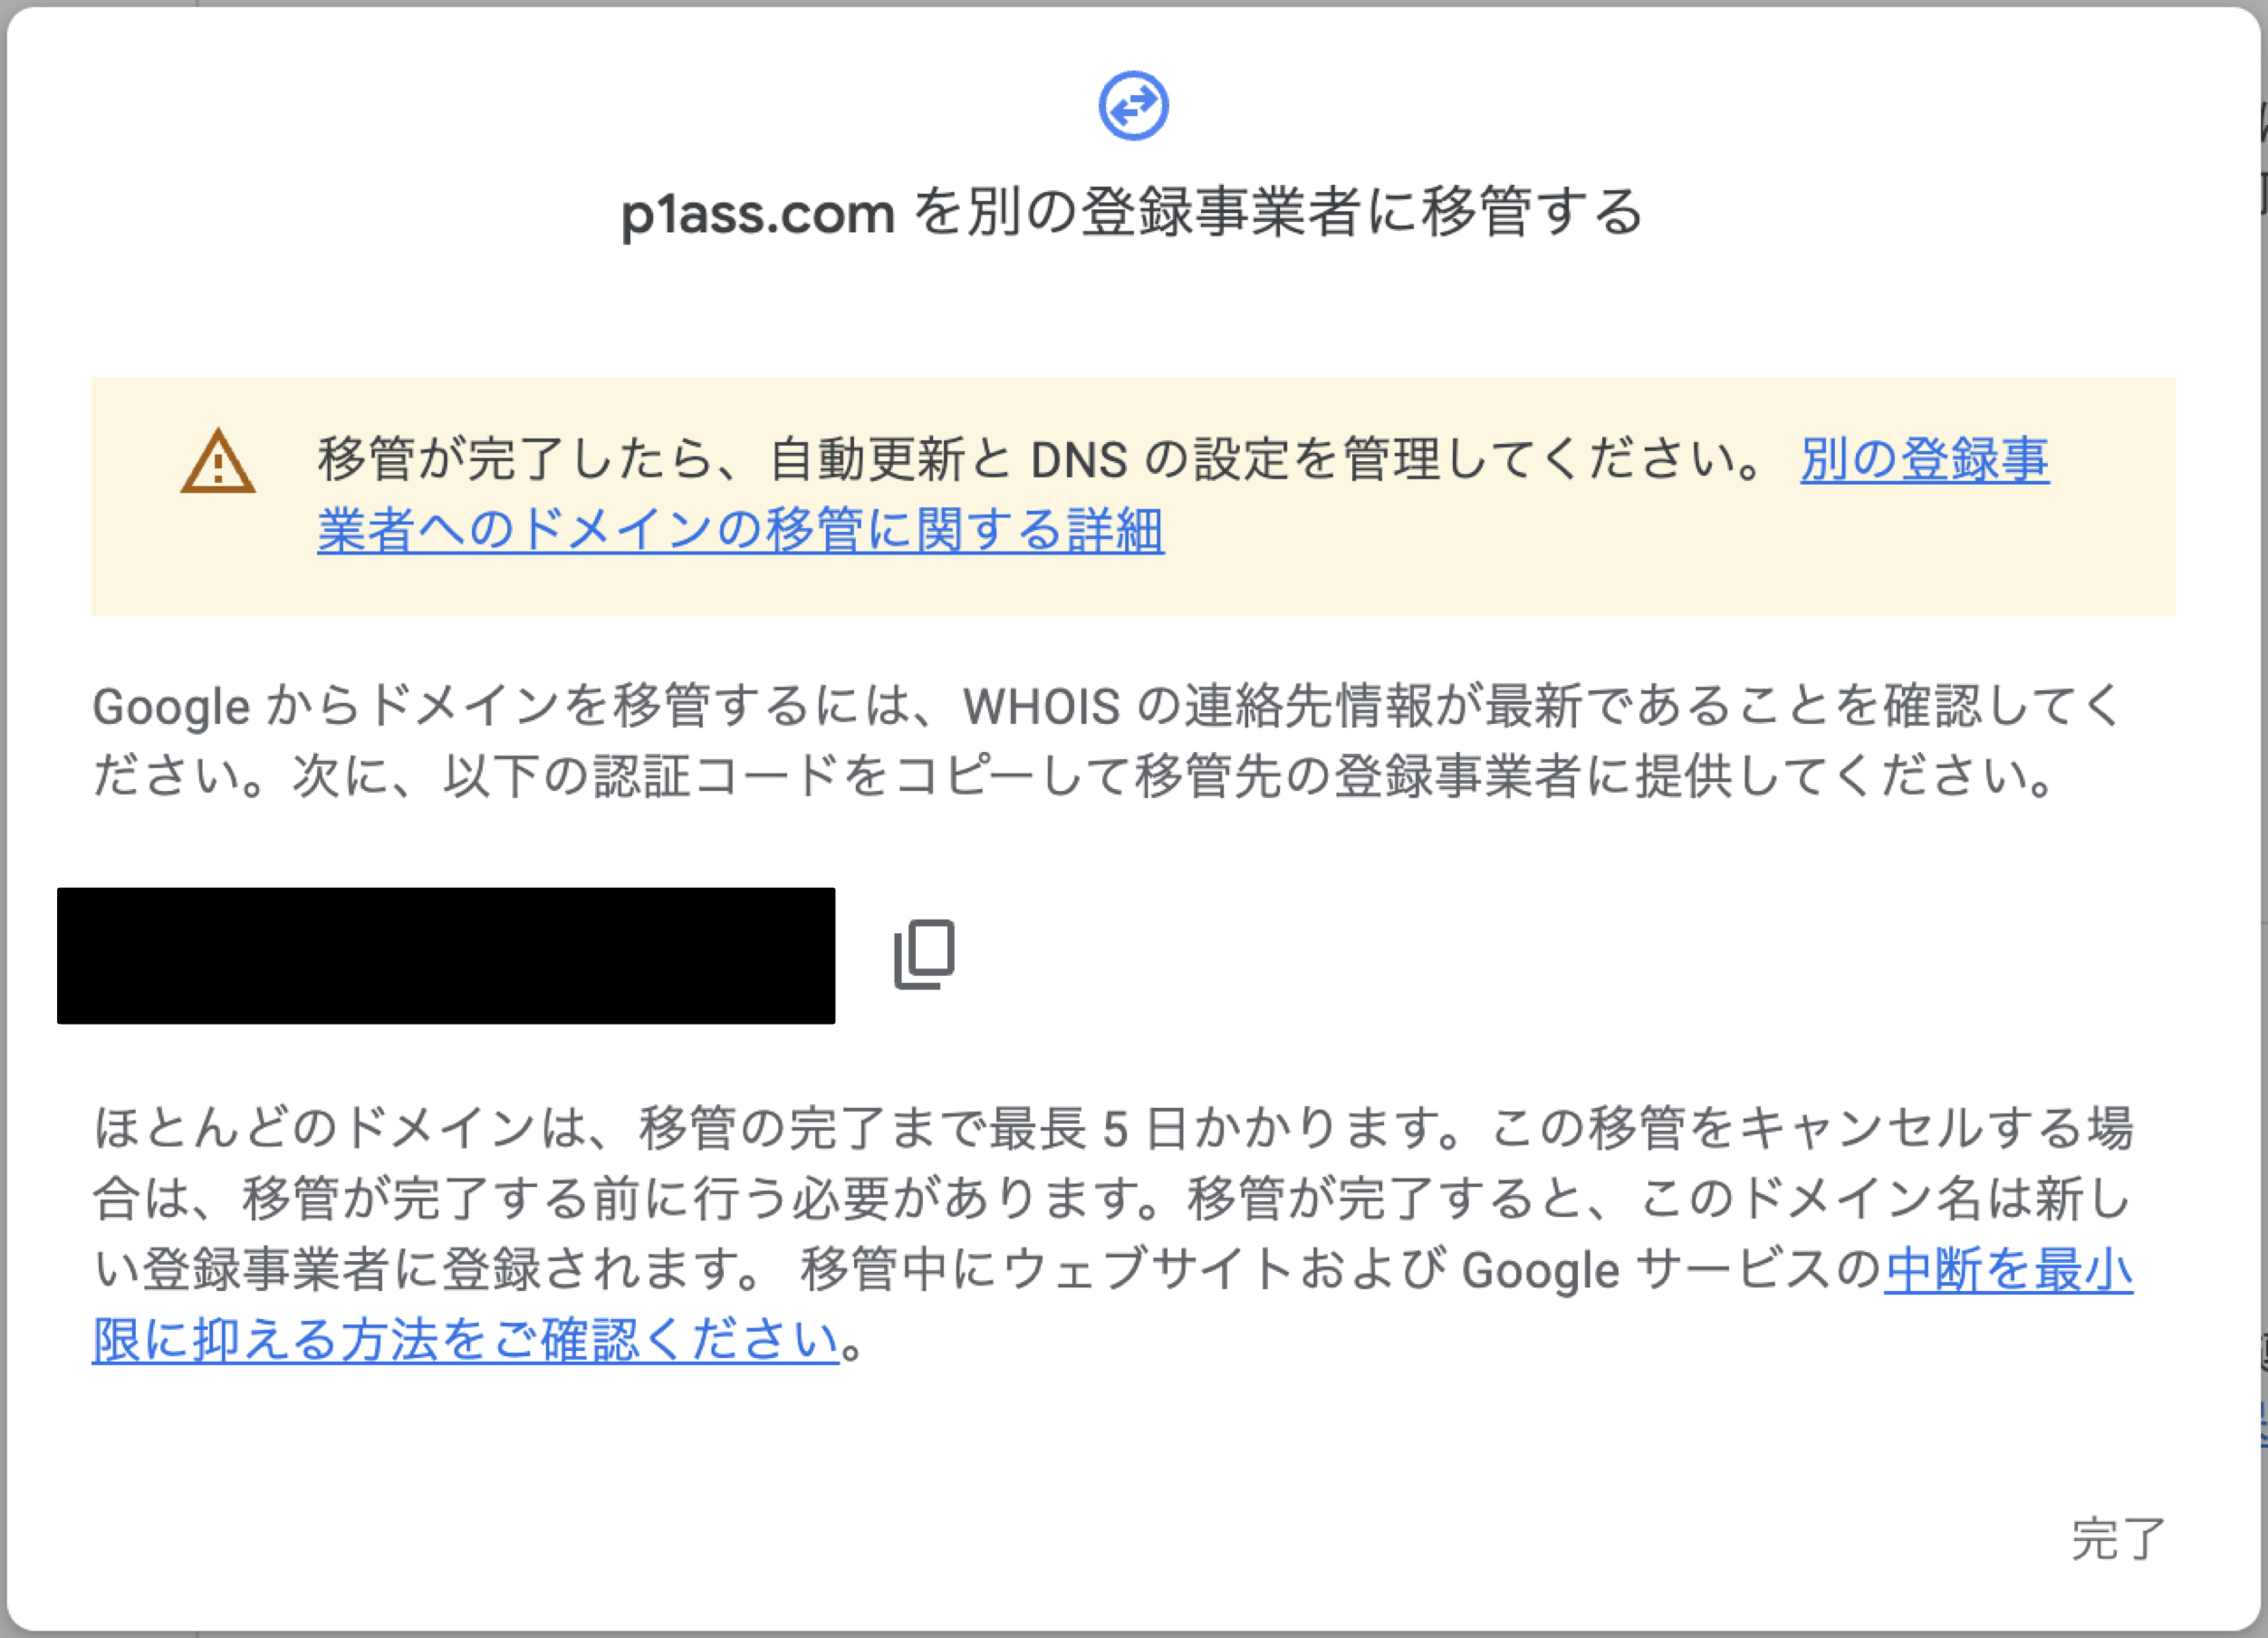 p1ass.com を別の登録事業者に移管する
移管が完了したら、自動更新と DNS の設定を管理してください。 別の登録事
業者へのドメインの移管に関する詳細
Google からドメインを移管するには、WHOIS の連絡先情報が最新であることを確認してく
ださい。次に、以下の認証コードをコピーして移管先の登録事業者に提供してください。
ほとんどのドメインは、移管の完了まで最長 5 日かかります。この移管をキャンセルする場
合は、移管が完了する前に行う必要があります。移管が完了すると、このドメイン名は新し
い登録事業者に登録されます。 移管中にウェブサイトおよび Google サービスの中断を最小
限に抑える方法をご確認ください。
完了